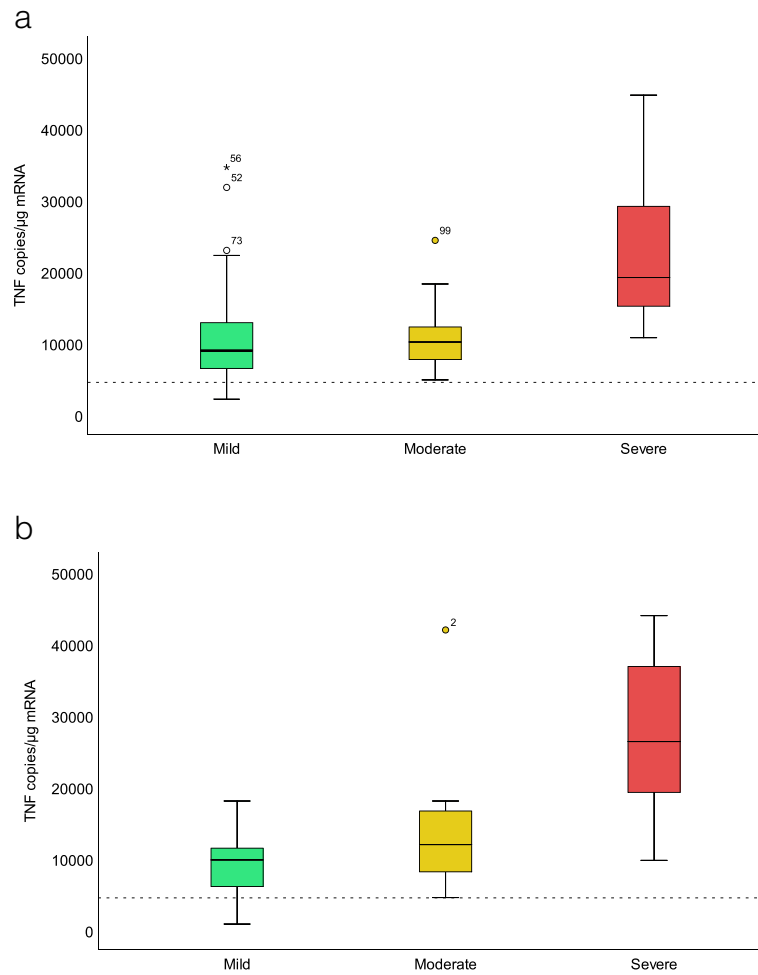 a
50000
40000
30000
20000
10000
0
TNF copies/µg mRNA
* 56
52
73
99
Mild Moderate Severe
b
50000
40000
30000
20000
10000
0
TNF copies/µg mRNA
2
Mild Moderate Severe